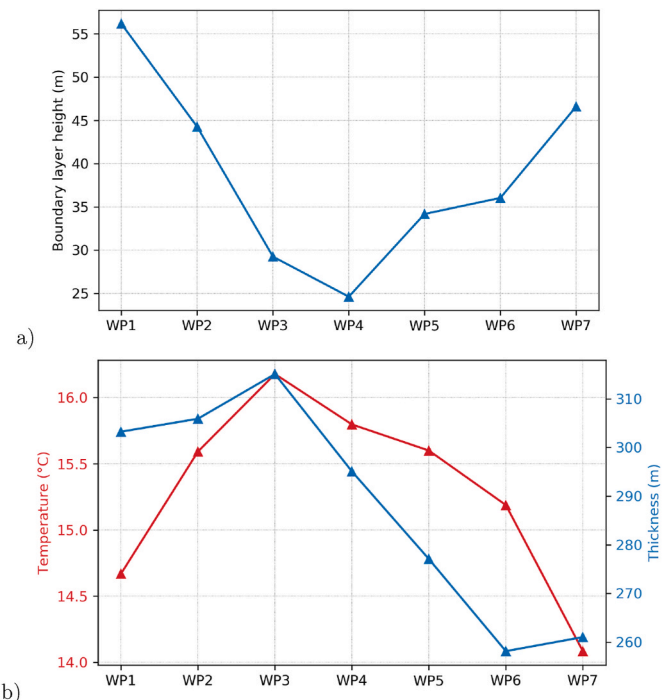 55
50
45
40
35
30
25
Boundary layer height (m)
WP1 WP2 WP3 WP4 WP5 WP6 WP7
a)
16.0
15.5
15.0
14.5
14.0
Temperature (°C)
310
300
290
280
270
260
Thickness (m)
WP1 WP2 WP3 WP4 WP5 WP6 WP7
b)